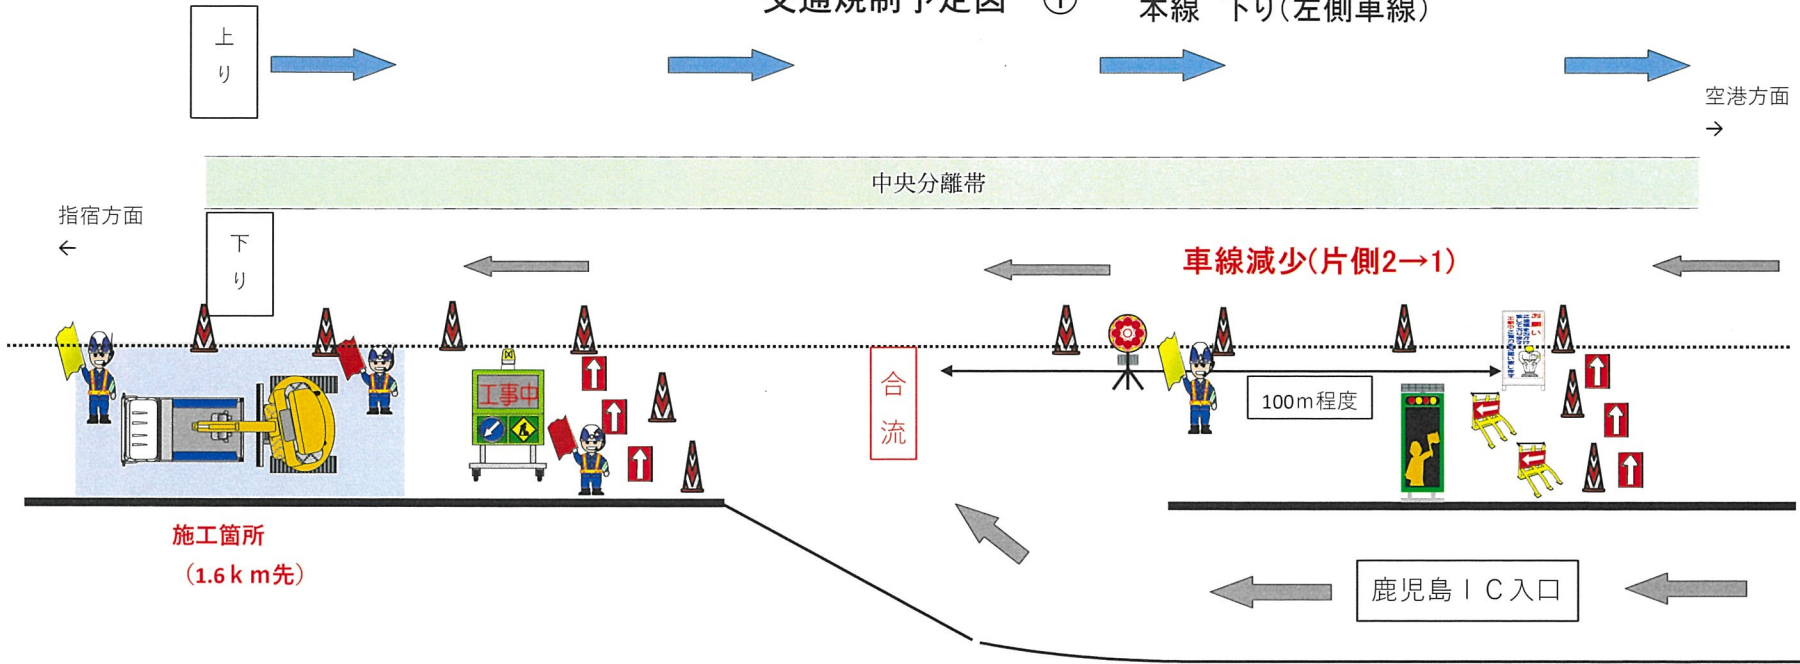 交通規制予定図 ① 本線 下り(左側車線)
上り
空港方面
→
中央分離帯
指宿方面
←
下り
車線減少(片側2→1)
工事中
合流
100m程度
施工箇所
(1.6km先)
鹿児島IC入口